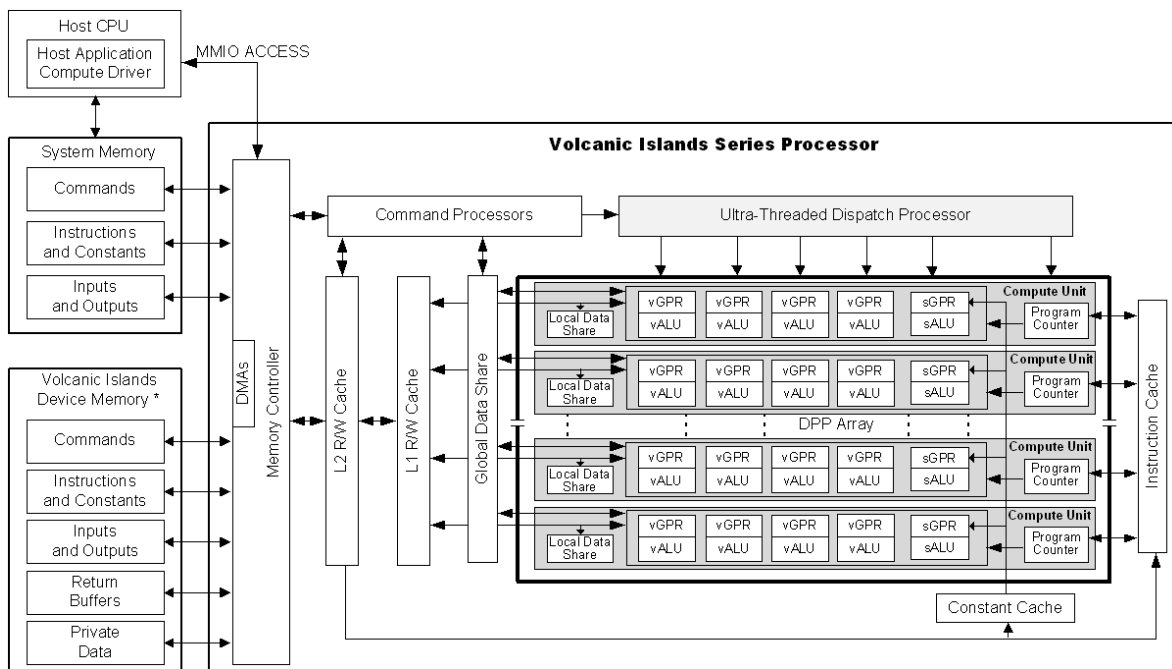 Host CPU
Host Application
Compute Driver
MMIO ACCESS
System Memory
Commands
Instructions
and Constants
Inputs
and Outputs
Volcanic Islands
Device Memory *
Commands
Instructions
and Constants
Inputs
and Outputs
Return
Buffers
Private
Data
Volcanic Islands Series Processor
DMAs
Memory Controller
Command Processors
Ultra-Threaded Dispatch Processor
L2 R/W Cache
L1 R/W Cache
Global Data Share
Compute Unit
Local Data
Share
vGPR vGPR vGPR vGPR sGPR
vALU vALU vALU vALU sALU
Program
Counter
Compute Unit
Local Data
Share
vGPR vGPR vGPR vGPR sGPR
vALU vALU vALU vALU sALU
Program
Counter
DPP Array
Compute Unit
Local Data
Share
vGPR vGPR vGPR vGPR sGPR
vALU vALU vALU vALU sALU
Program
Counter
Compute Unit
Local Data
Share
vGPR vGPR vGPR vGPR sGPR
vALU vALU vALU vALU sALU
Program
Counter
Instruction Cache
Constant Cache